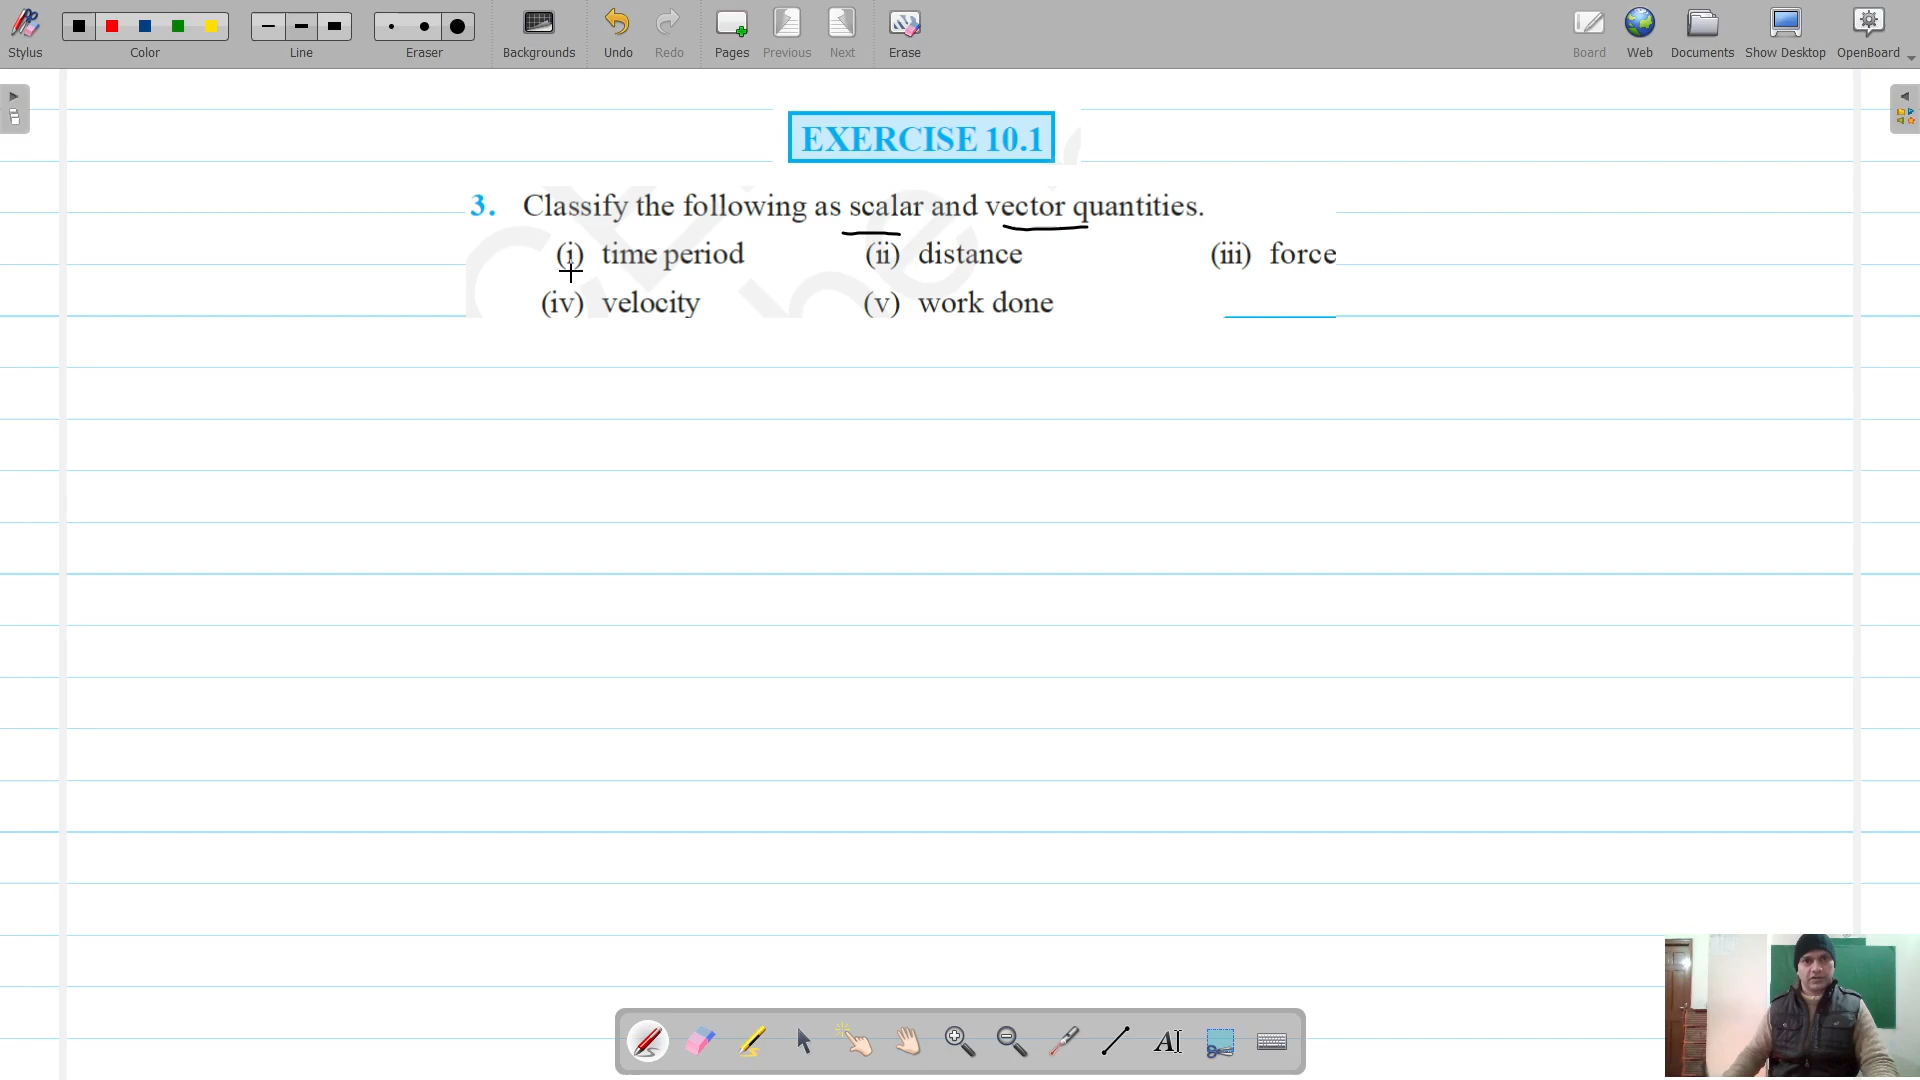 Stylus Color Line Eraser Backgrounds Undo Redo Pages Previous Next Erase Board Web Documents Show Desktop OpenBoard
EXERCISE 10.1
3. Classify the following as scalar and vector quantities.
(i) time period (ii) distance (iii) force
(iv) velocity (v) work done